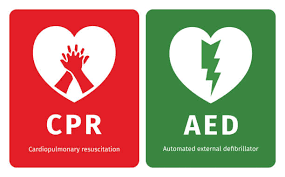 CPR
Cardiopulmonary resuscitation
AED
Automated external defibrillator